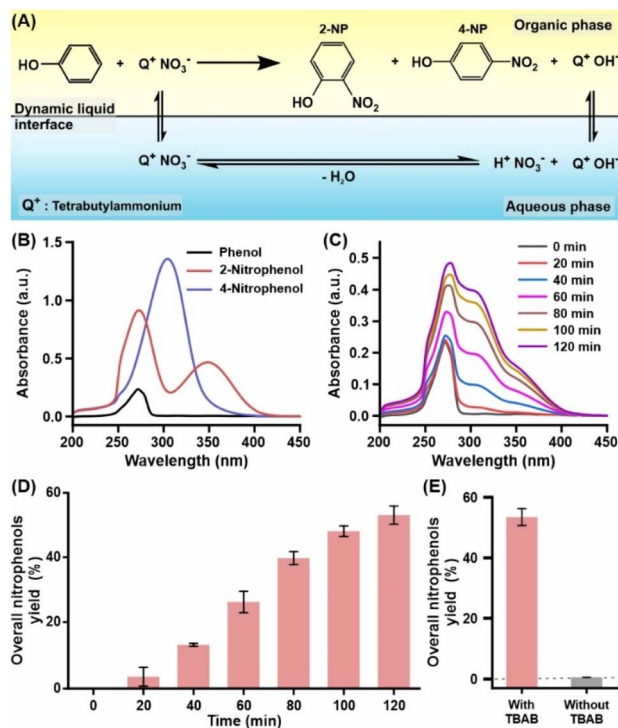 (A)
2-NP
4-NP
Organic phase
HO
+
Q⁺ NO₃⁻
HO
NO₂
+
HO
NO₂
+
Q⁺ OH⁻
Dynamic liquid
interface
Q⁺ NO₃⁻
- H₂O
H⁺ NO₃⁻ + Q⁺ OH⁻
Q⁺ : Tetrabutylammonium
Aqueous phase
(B)
Absorbance (a.u.)
1.5
1.0
0.5
0.0
200 250 300 350 400 450
Wavelength (nm)
Phenol
2-Nitrophenol
4-Nitrophenol
(C)
Absorbance (a.u.)
0.5
0.4
0.3
0.2
0.1
0.0
200 250 300 350 400 450
Wavelength (nm)
0 min
20 min
40 min
60 min
80 min
100 min
120 min
(D)
Overall nitrophenols
yield (%)
60
40
20
0
0 20 40 60 80 100 120
Time (min)
(E)
Overall nitrophenols
yield (%)
60
40
20
0
With
TBAB
Without
TBAB